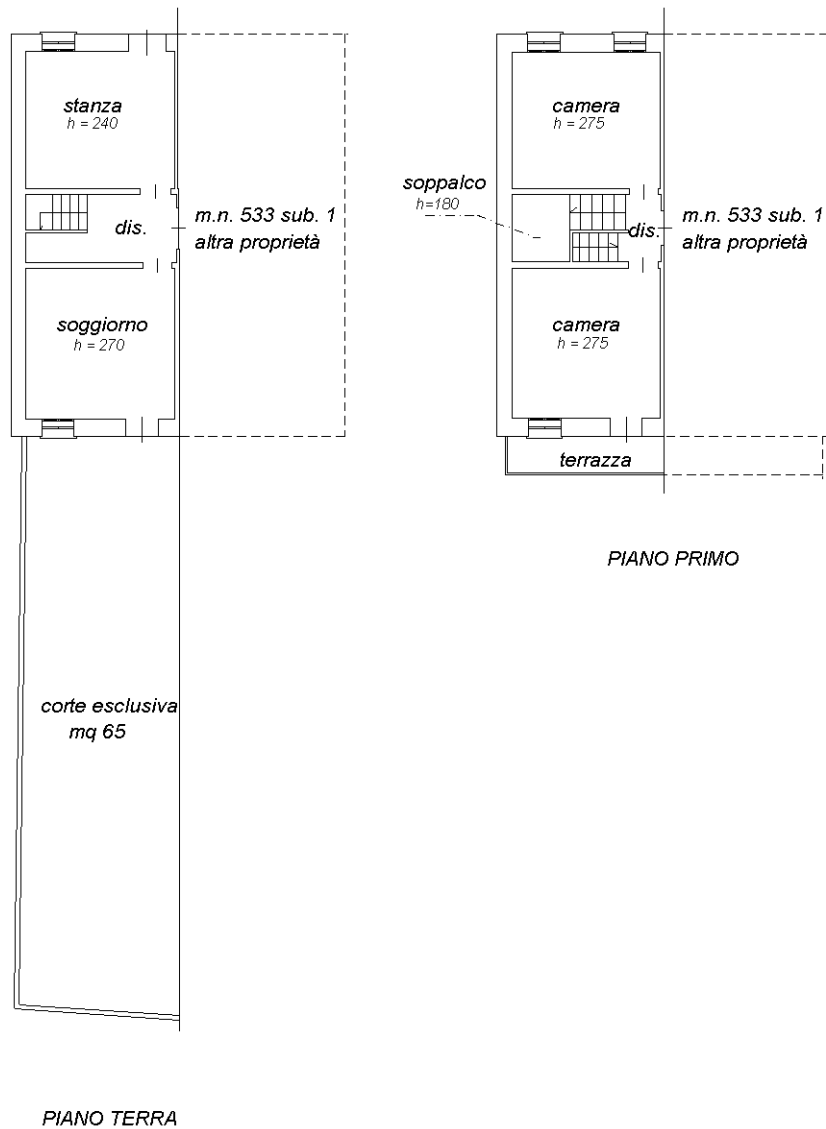 stanza
h = 240
dis.
m.n. 533 sub. 1
altra proprietà
soggiorno
h = 270
corte esclusiva
mq 65
PIANO TERRA
camera
h = 275
soppalco
h=180
dis.
m.n. 533 sub. 1
altra proprietà
camera
h = 275
terrazza
PIANO PRIMO